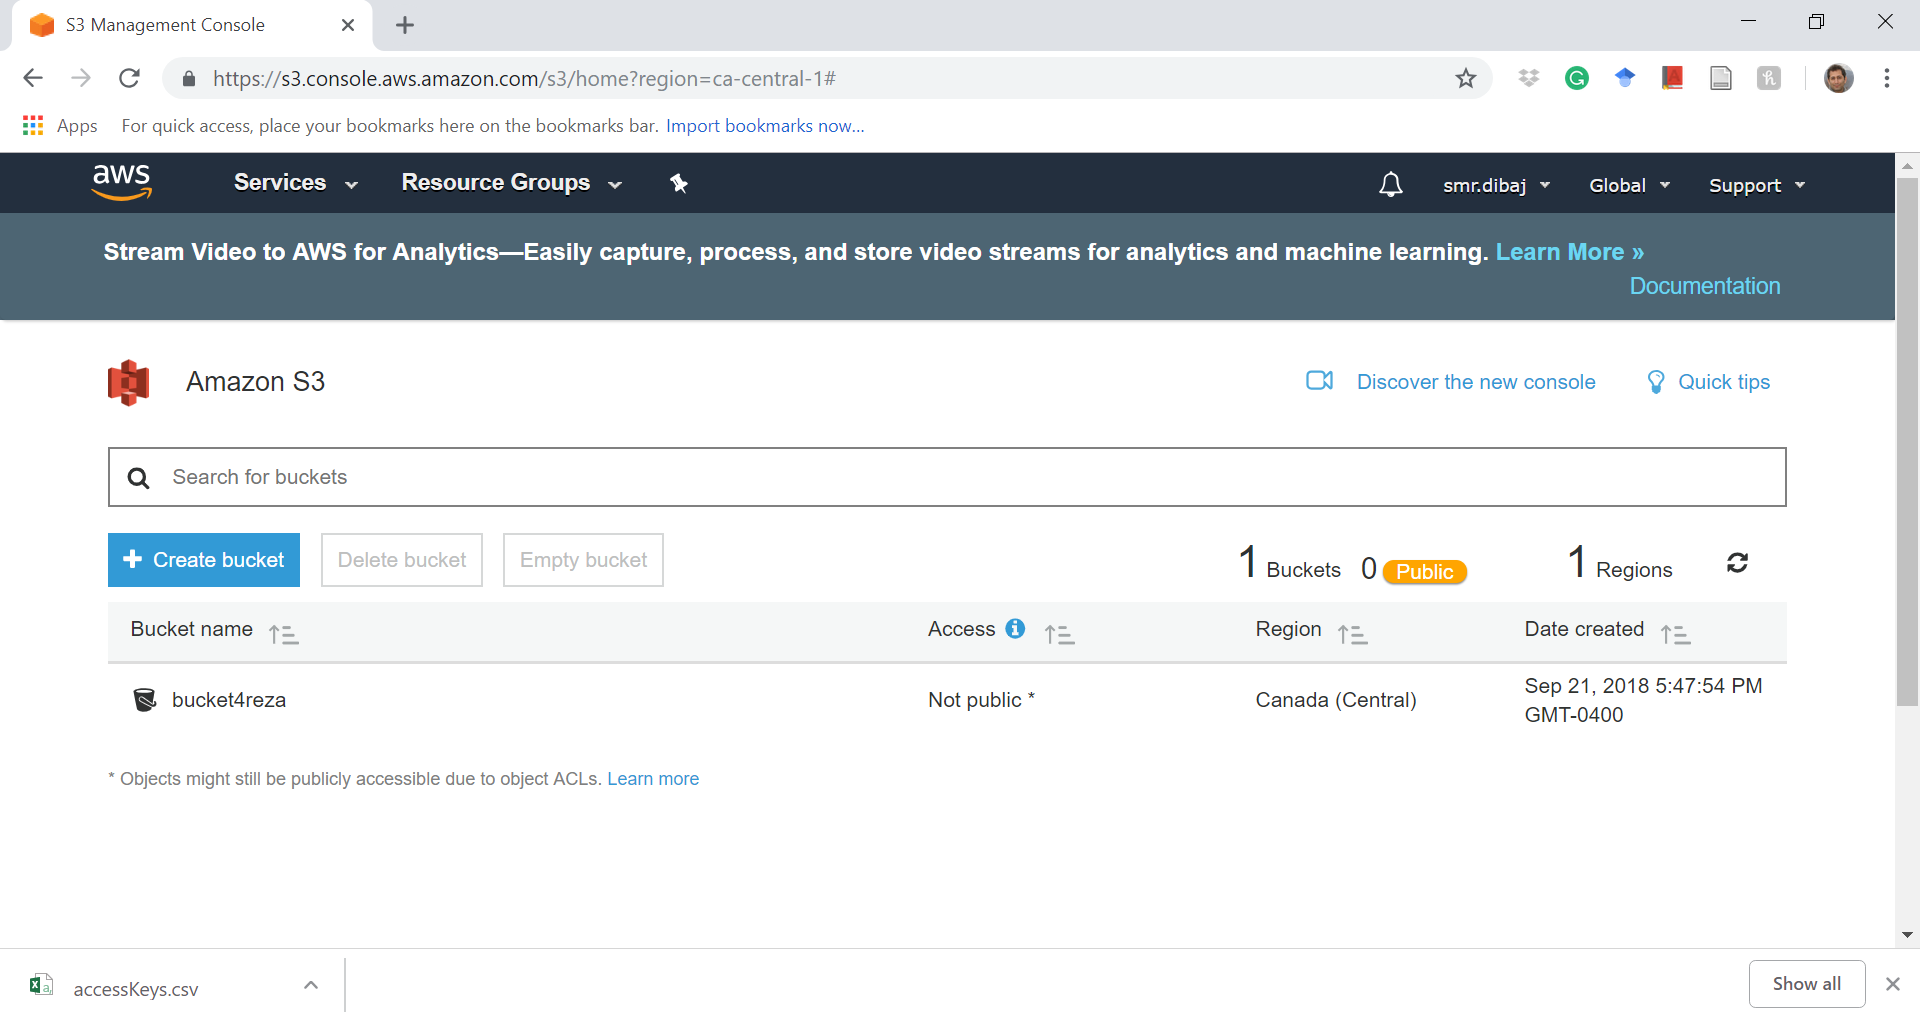 S3 Management Console
https://s3.console.aws.amazon.com/s3/home?region=ca-central-1#
Apps For quick access, place your bookmarks here on the bookmarks bar. Import bookmarks now...
aws Services Resource Groups smr.dibaj Global Support
Stream Video to AWS for Analytics—Easily capture, process, and store video streams for analytics and machine learning. Learn More »
Documentation
Amazon S3 Discover the new console Quick tips
Search for buckets
Create bucket Delete bucket Empty bucket 1 Buckets 0 Public 1 Regions
Bucket name Access Region Date created
bucket4reza Not public * Canada (Central) Sep 21, 2018 5:47:54 PM
GMT-0400
* Objects might still be publicly accessible due to object ACLs. Learn more
accessKeys.csv Show all